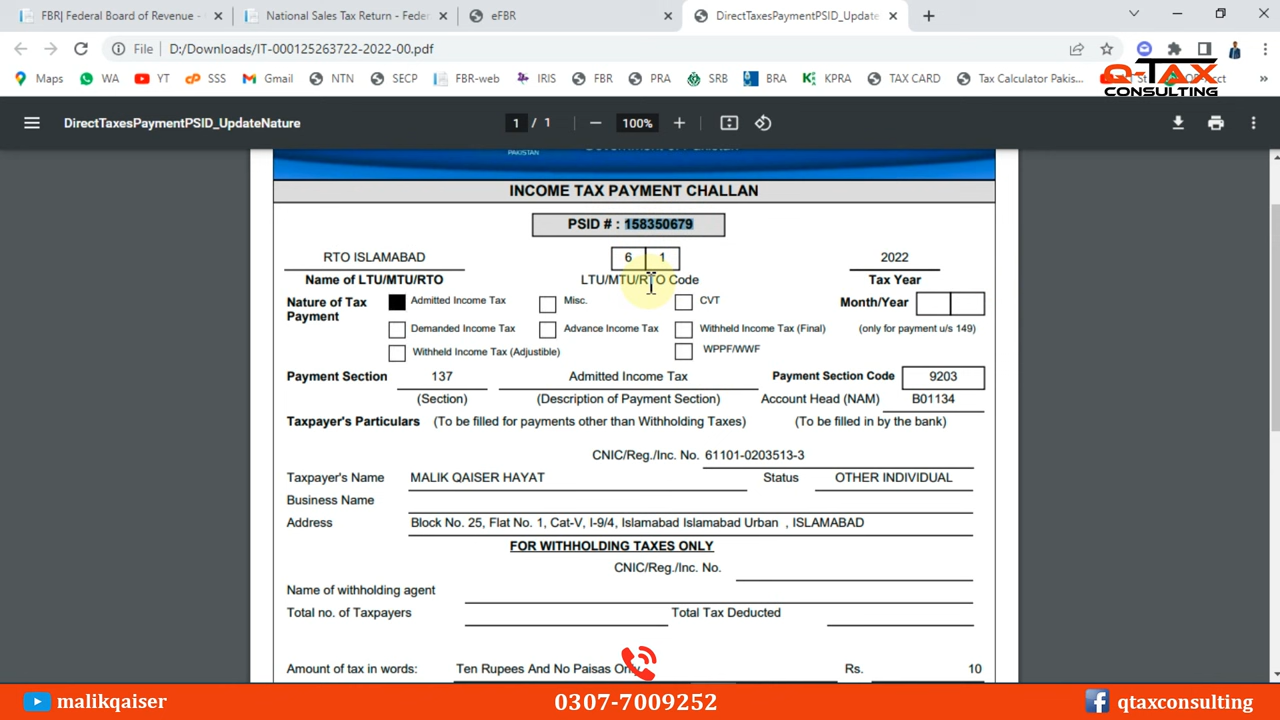 FBR| Federal Board of Revenue -
National Sales Tax Return - Feder
eFBR
DirectTaxesPaymentPSID_Update
File
D:/Downloads/IT-000125263722-2022-00.pdf
Maps WA YT SSS Gmail NTN SECP FBR-web IRIS FBR PRA SRB BRA KPRA TAX CARD Tax Calculator Pakis...
Q-TAX
CONSULTING
DirectTaxesPaymentPSID_UpdateNature
1 / 1
100%
PAKISTAN
INCOME TAX PAYMENT CHALLAN
PSID # : 158350679
RTO ISLAMABAD 6 1 2022
Name of LTU/MTU/RTO LTU/MTU/RTO Code Tax Year
Nature of Tax Payment
Admitted Income Tax Misc. CVT Month/Year
Demanded Income Tax Advance Income Tax Withheld Income Tax (Final) (only for payment u/s 149)
Withheld Income Tax (Adjustible) WPPF/WWF
Payment Section 137 Admitted Income Tax Payment Section Code 9203
(Section) (Description of Payment Section) Account Head (NAM) B01134
Taxpayer's Particulars (To be filled for payments other than Withholding Taxes) (To be filled in by the bank)
CNIC/Reg./Inc. No. 61101-0203513-3
Taxpayer's Name MALIK QAISER HAYAT Status OTHER INDIVIDUAL
Business Name
Address Block No. 25, Flat No. 1, Cat-V, I-9/4, Islamabad Islamabad Urban , ISLAMABAD
FOR WITHHOLDING TAXES ONLY
CNIC/Reg./Inc. No.
Name of withholding agent
Total no. of Taxpayers Total Tax Deducted
Amount of tax in words: Ten Rupees And No Paisas Only Rs. 10
malikqaiser
0307-7009252
qtaxconsulting